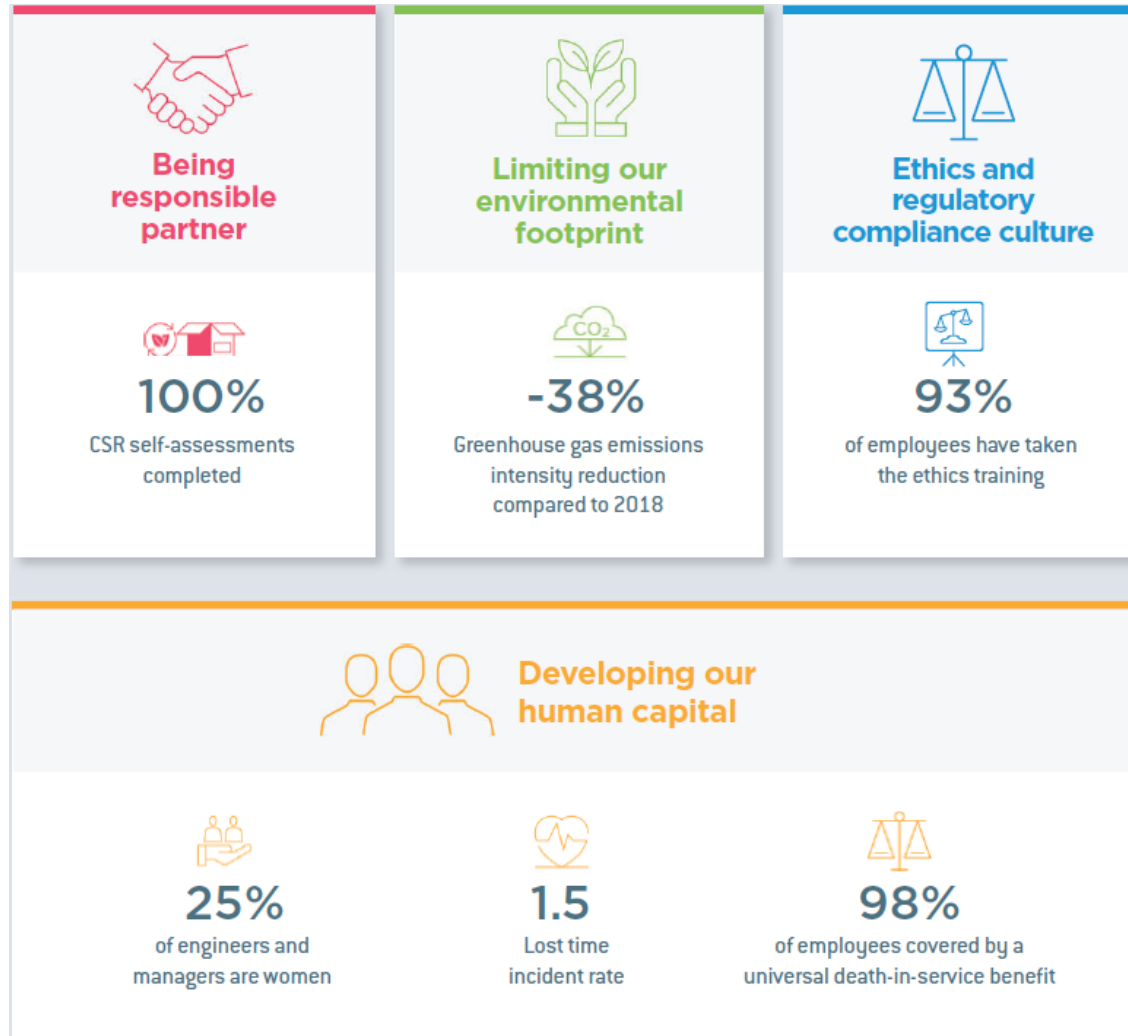 Being
responsible
partner
100%
CSR self-assessments
completed
Limiting our
environmental
footprint
CO₂
-38%
Greenhouse gas emissions
intensity reduction
compared to 2018
Ethics and
regulatory
compliance culture
93%
of employees have taken
the ethics training
Developing our
human capital
25%
of engineers and
managers are women
1.5
Lost time
incident rate
98%
of employees covered by a
universal death-in-service benefit